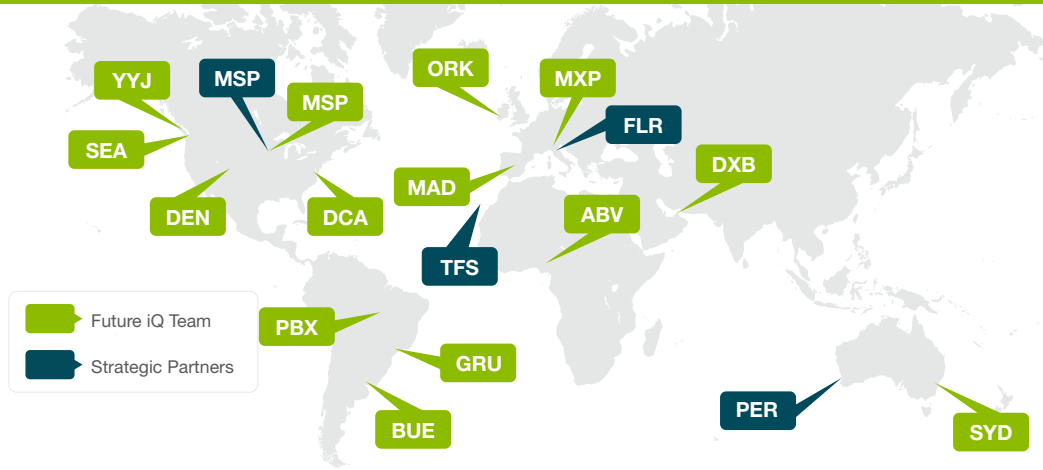 ORK
YYJ
MSP
MXP
MSP
FLR
SEA
DXB
MAD
ABV
DEN
DCA
TFS
Future iQ Team
PBX
Strategic Partners
GRU
PER
BUE
SYD